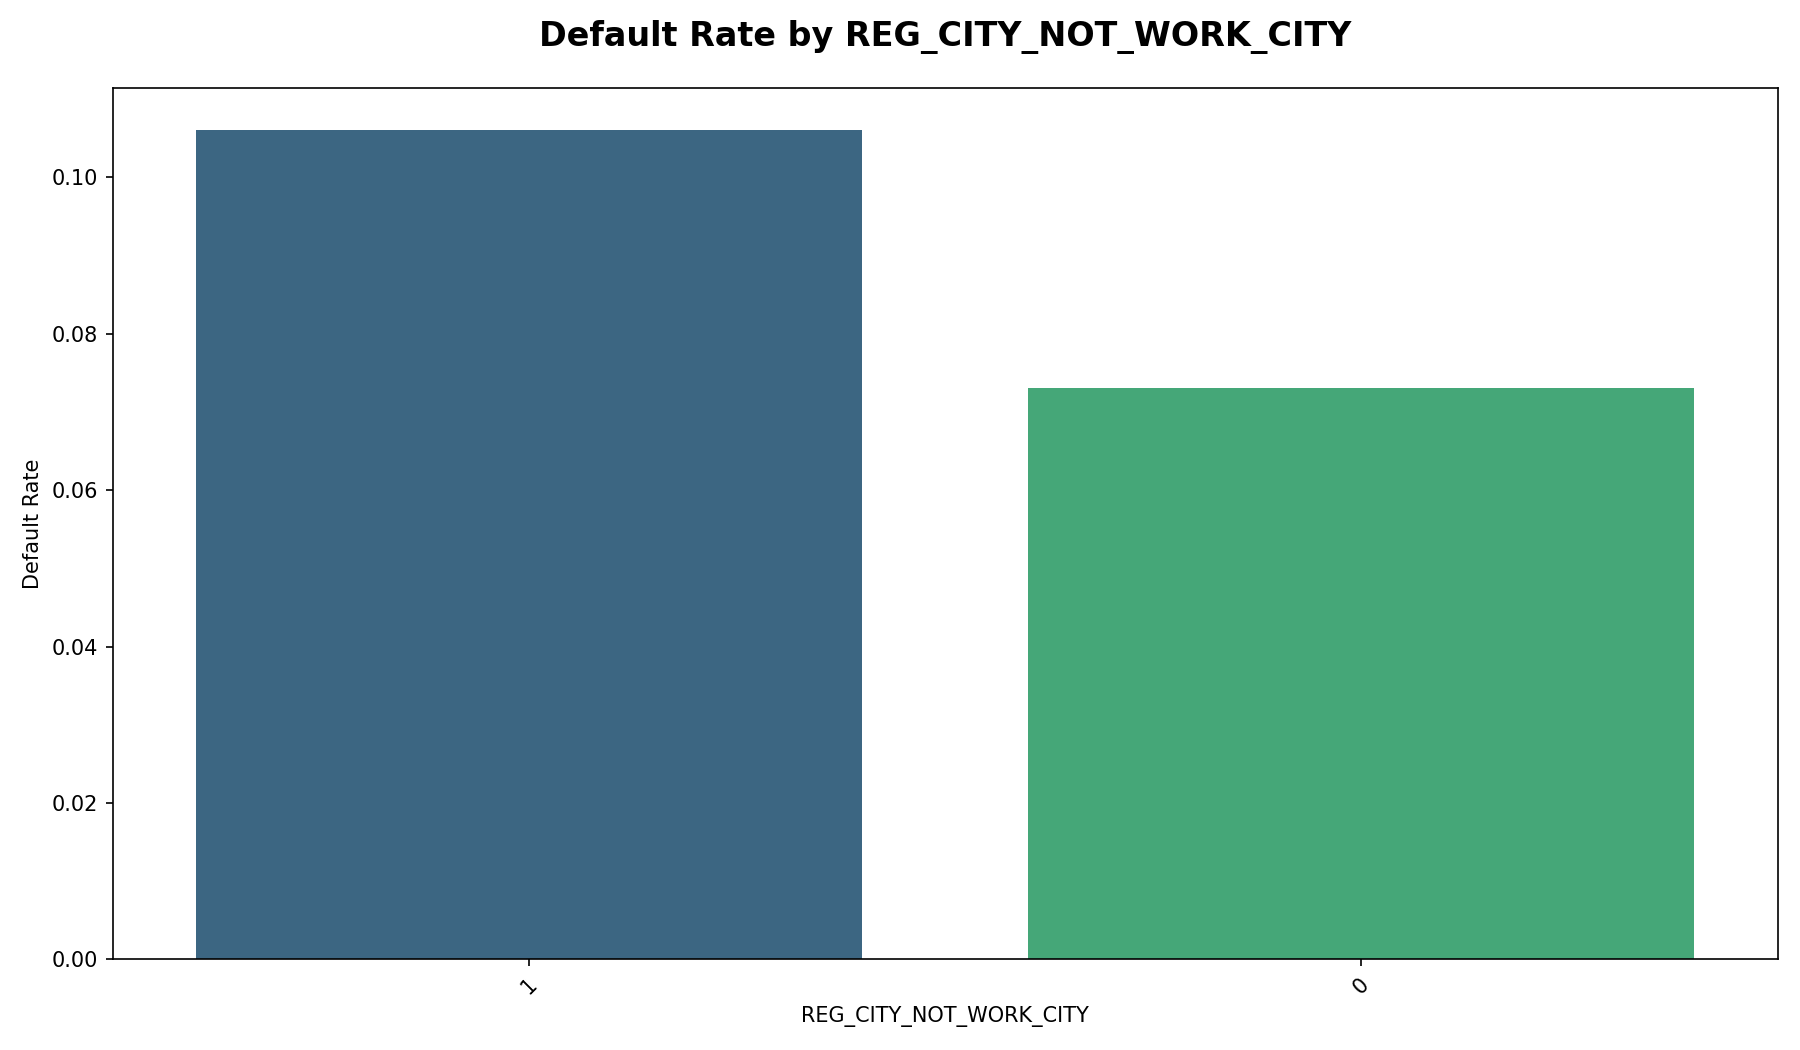 Default Rate by REG_CITY_NOT_WORK_CITY
Default Rate
0.10
0.08
0.06
0.04
0.02
0.00
1
0
REG_CITY_NOT_WORK_CITY